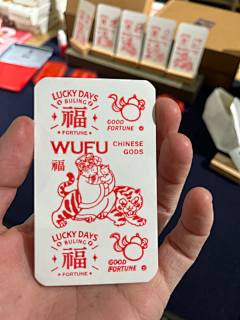 LUCKY DAYS
BULING
福
FORTUNE
GOOD
FORTUNE
WUFU
CHINESE
GODS
福
LUCKY DAYS
BULING
福
FORTUNE
GOOD
FORTUNE